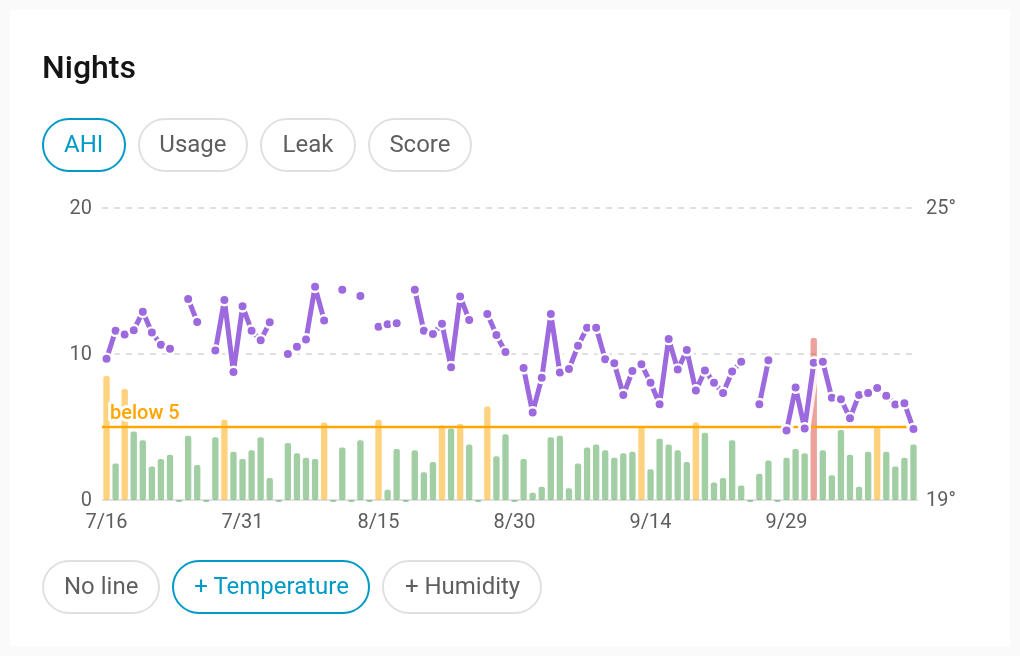 Nights
AHI Usage Leak Score
20 25°
10
below 5
0 19°
7/16 7/31 8/15 8/30 9/14 9/29
No line + Temperature + Humidity